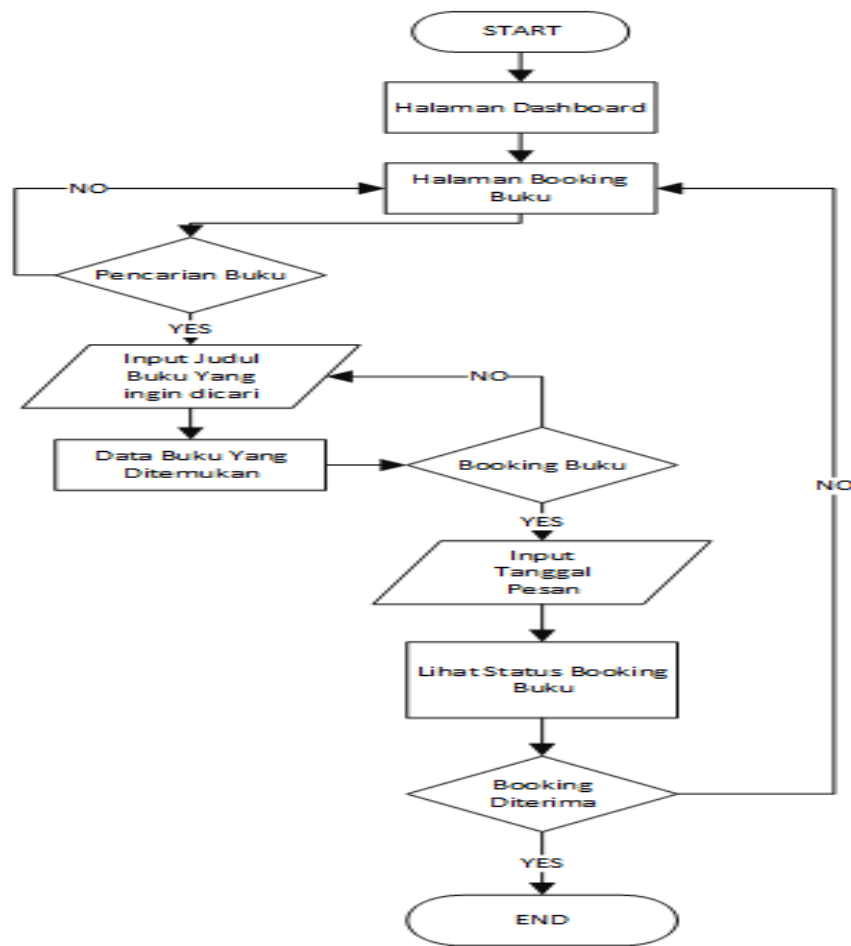 START
Halaman Dashboard
Halaman Booking
Buku
NO
Pencarian Buku
YES
Input Judul
Buku Yang
ingin dicari
NO
Data Buku Yang
Ditemukan
Booking Buku
NO
YES
Input
Tanggal
Pesan
Lihat Status Booking
Buku
Booking
Diterima
YES
END